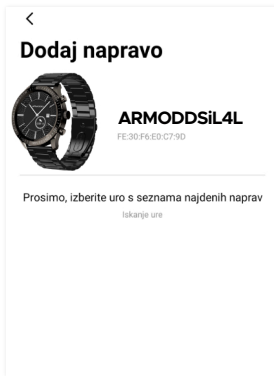 Dodaj napravo
ARMODDSiL4L
FE:30:F6:E0:C7:9D
Prosimo, izberite uro s seznama najdenih naprav
Iskanje ure